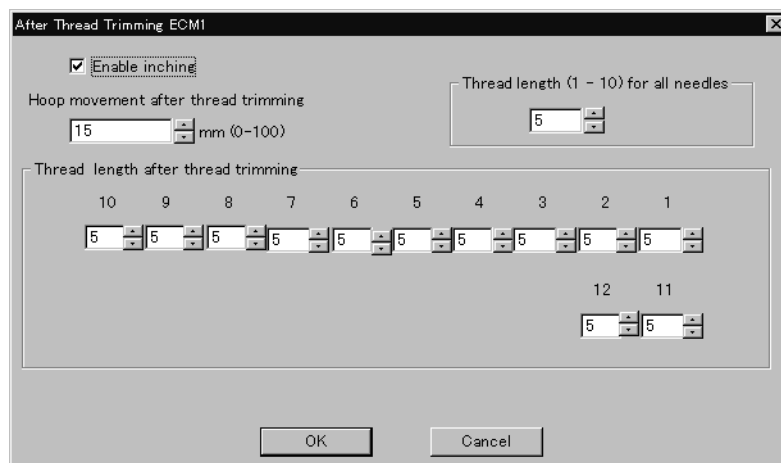 After Thread Trimming ECM1
Enable inching
Hoop movement after thread trimming
15 mm (0-100)
Thread length (1 - 10) for all needles
5
Thread length after thread trimming
10 9 8 7 6 5 4 3 2 1
5 5 5 5 5 5 5 5 5 5
12 11
5 5
OK Cancel